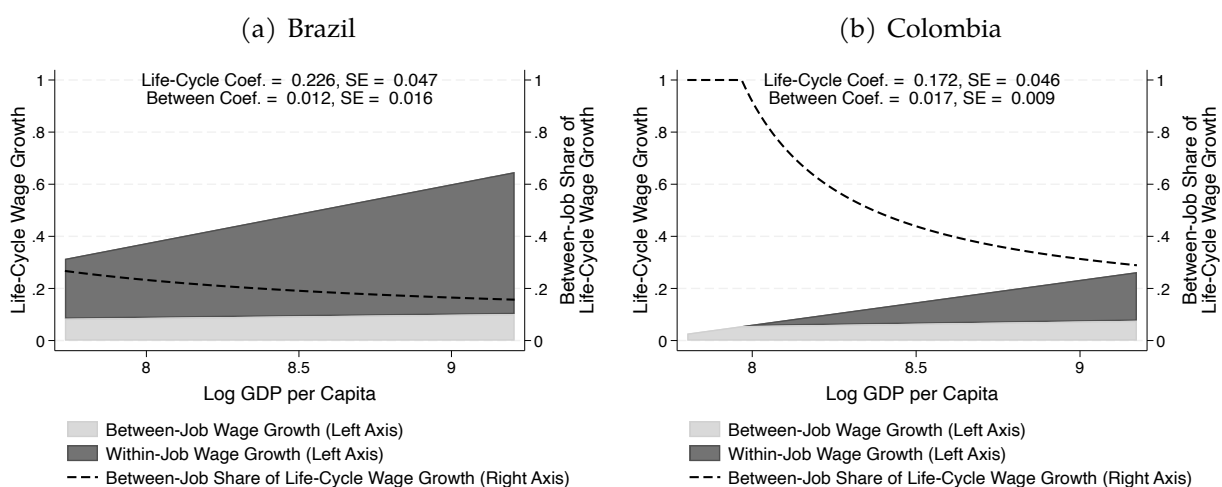 (a) Brazil
Life-Cycle Coef. = 0.226, SE = 0.047
Between Coef. = 0.012, SE = 0.016
Life-Cycle Wage Growth
1
.8
.6
.4
.2
0
1
.8
.6
.4
.2
0
Between-Job Share of
Life-Cycle Wage Growth
8
8.5
9
Log GDP per Capita
Between-Job Wage Growth (Left Axis)
Within-Job Wage Growth (Left Axis)
Between-Job Share of Life-Cycle Wage Growth (Right Axis)
(b) Colombia
Life-Cycle Coef. = 0.172, SE = 0.046
Between Coef. = 0.017, SE = 0.009
Life-Cycle Wage Growth
1
.8
.6
.4
.2
0
1
.8
.6
.4
.2
0
Between-Job Share of
Life-Cycle Wage Growth
8
8.5
9
Log GDP per Capita
Between-Job Wage Growth (Left Axis)
Within-Job Wage Growth (Left Axis)
Between-Job Share of Life-Cycle Wage Growth (Right Axis)